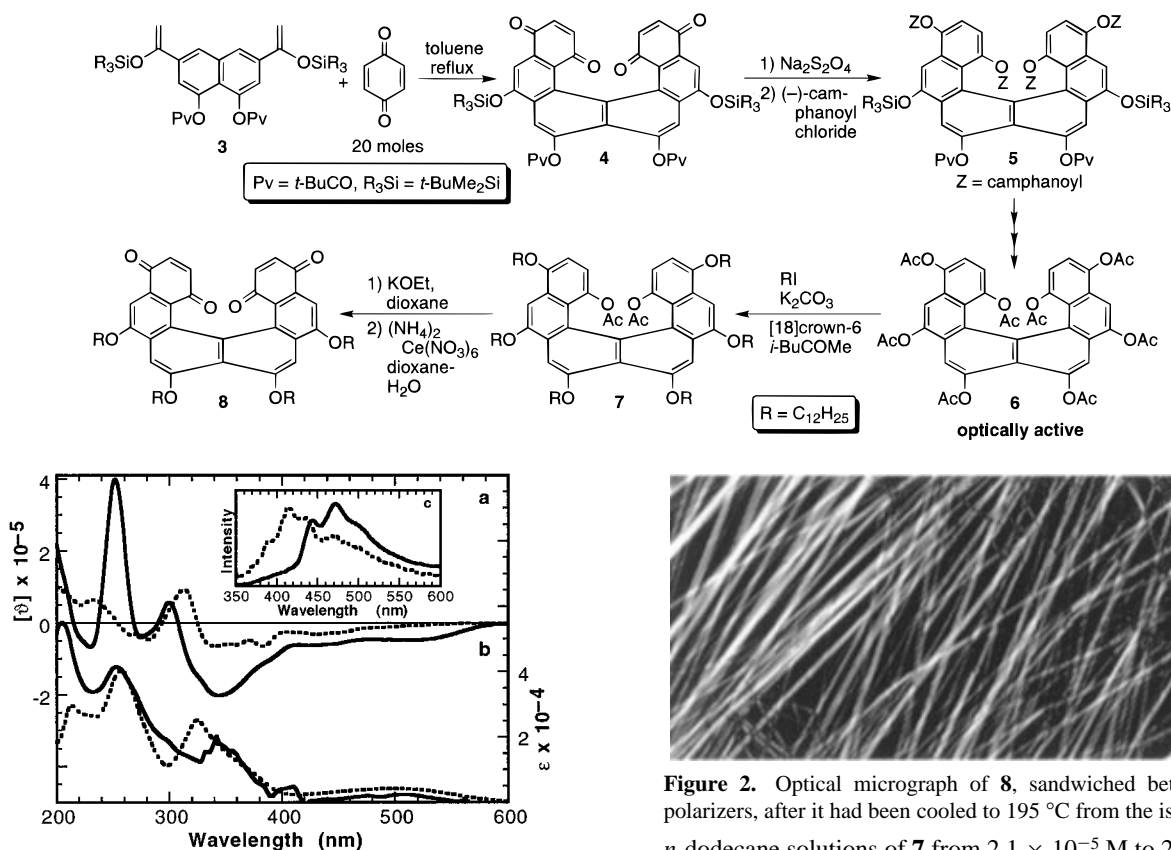 R3SiO
OSiR3
PvO OPv
3
+
O
O
20 moles
toluene
reflux
O
O
O
O
R3SiO
OSiR3
PvO
OPv
4
1) Na2S2O4
2) (–)-cam-
phanoyl
chloride
ZO
OZ
O O
Z Z
R3SiO
OSiR3
PvO
OPv
5
Z = camphanoyl
Pv = t-BuCO, R3Si = t-BuMe2Si
O
O
O
O
RO
OR
RO
OR
8
1) KOEt,
dioxane
2) (NH4)2
Ce(NO3)6
dioxane-
H2O
RO
OR
O O
Ac Ac
RO
OR
RO
OR
7
RI
K2CO3
[18]crown-6
i-BuCOMe
R = C12H25
AcO
OAc
O O
Ac Ac
AcO
OAc
AcO
OAc
6
optically active
4
2
0
-2
[ϑ] x 10–5
a
b
c
Intensity
350 400 450 500 550 600
Wavelength (nm)
4
2
ε x 10–4
200 300 400 500 600
Wavelength (nm)
Figure 2. Optical micrograph of 8, sandwiched bet
polarizers, after it had been cooled to 195 °C from the is
n-dodecane solutions of 7 from 2.1 × 10−5 M to 2